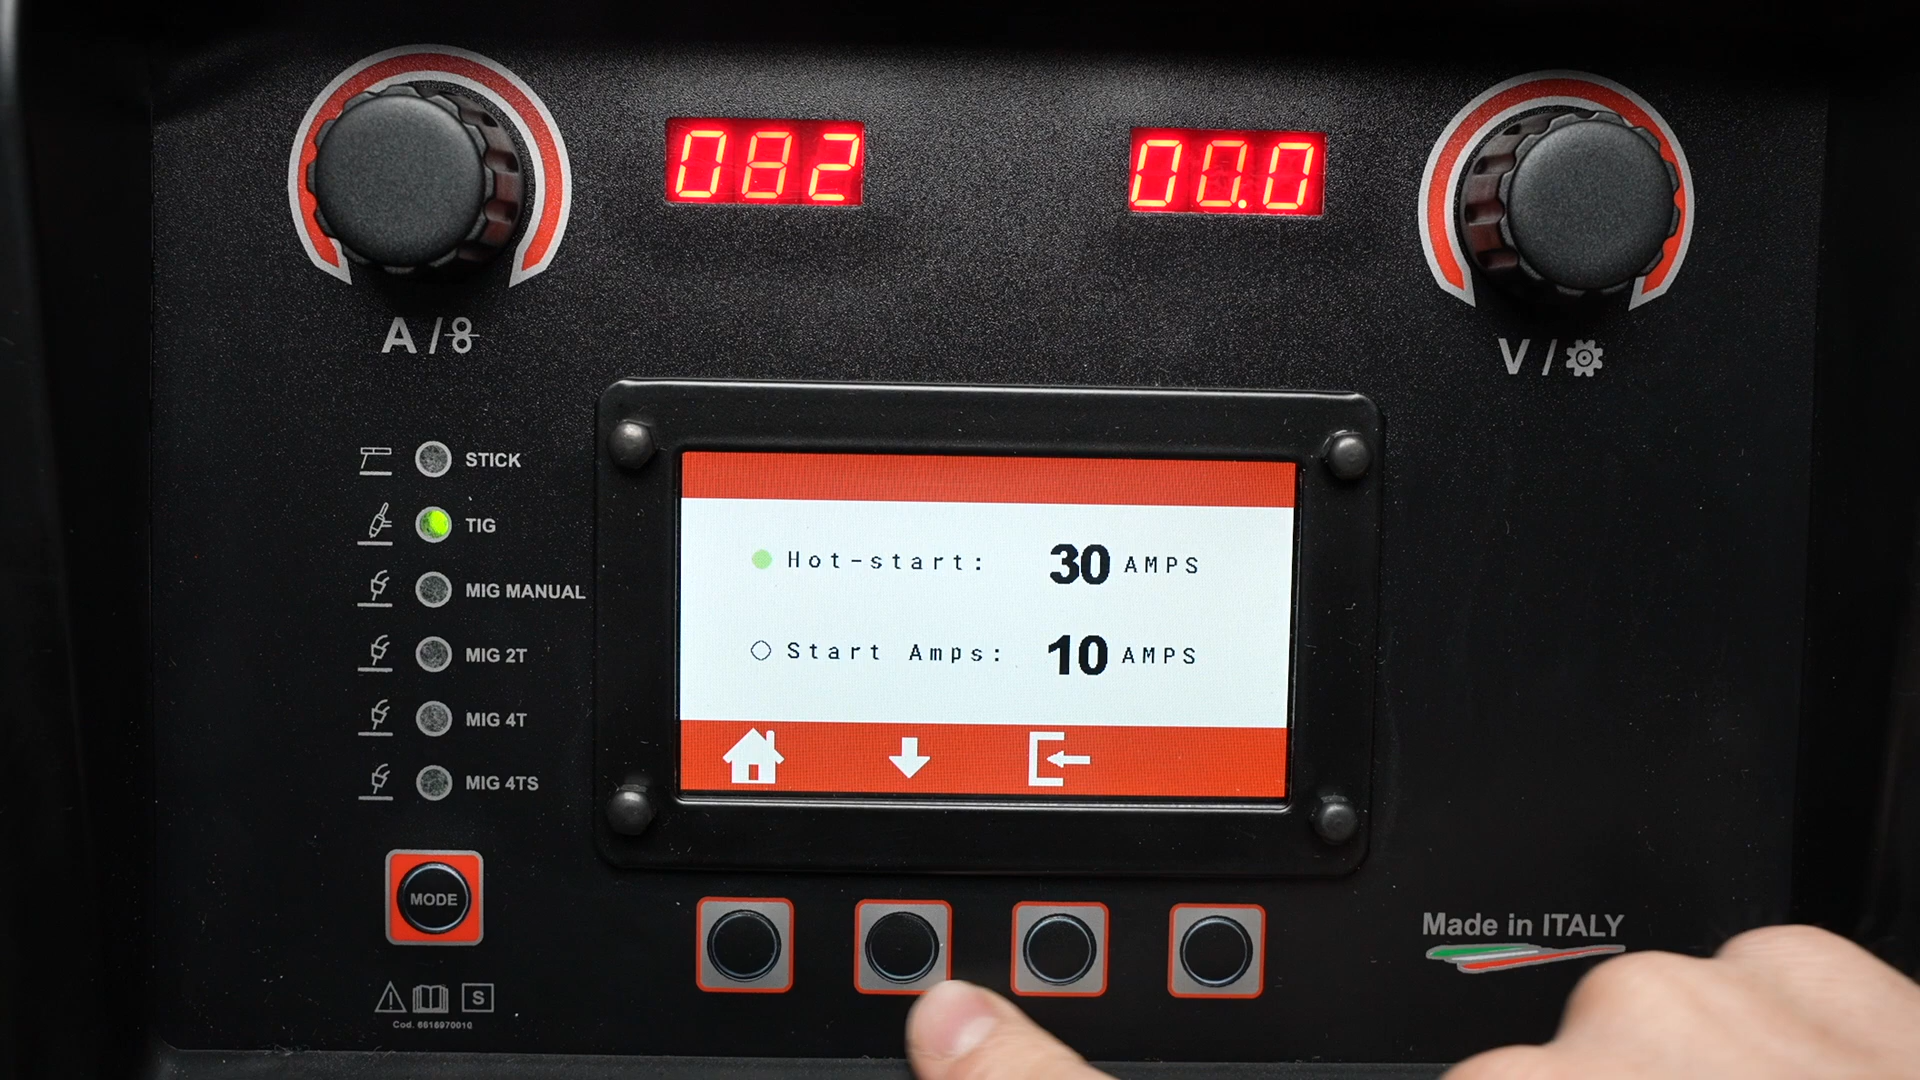 082
00.0
A /
V /
STICK
TIG
MIG MANUAL
MIG 2T
MIG 4T
MIG 4TS
Hot-start: 30 AMPS
Start Amps: 10 AMPS
MODE
Made in ITALY
S
Cod. 6616970010